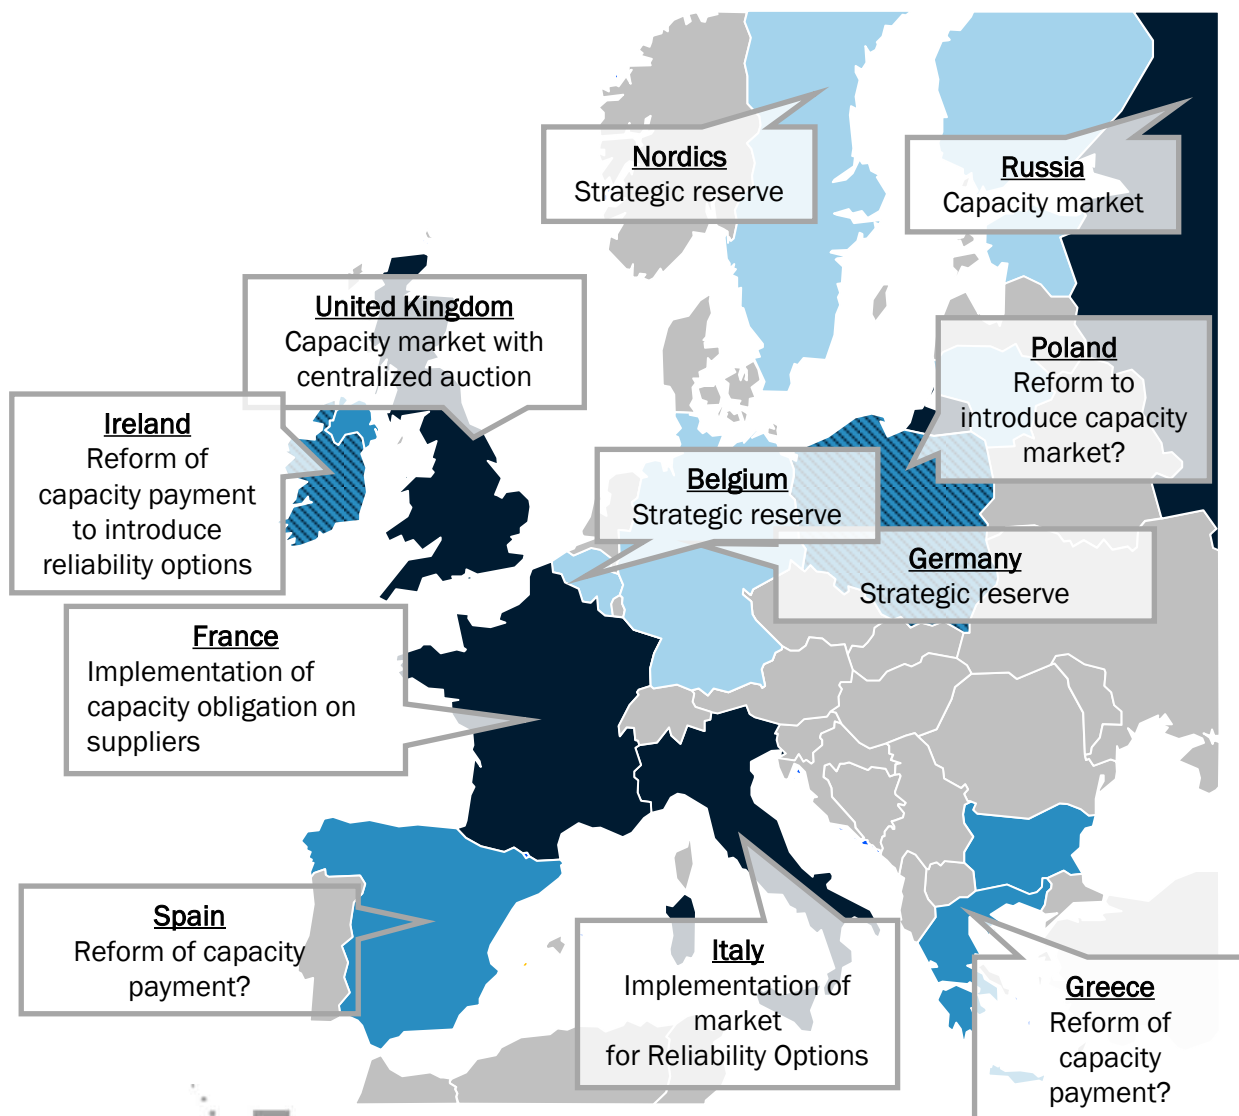 Nordics
Strategic reserve
Russia
Capacity market
United Kingdom
Capacity market with
centralized auction
Poland
Reform to
introduce capacity
market?
Ireland
Reform of
capacity payment
to introduce
reliability options
Belgium
Strategic reserve
Germany
Strategic reserve
France
Implementation of
capacity obligation on
suppliers
Spain
Reform of capacity
payment?
Italy
Implementation of
market
for Reliability Options
Greece
Reform of
capacity
payment?